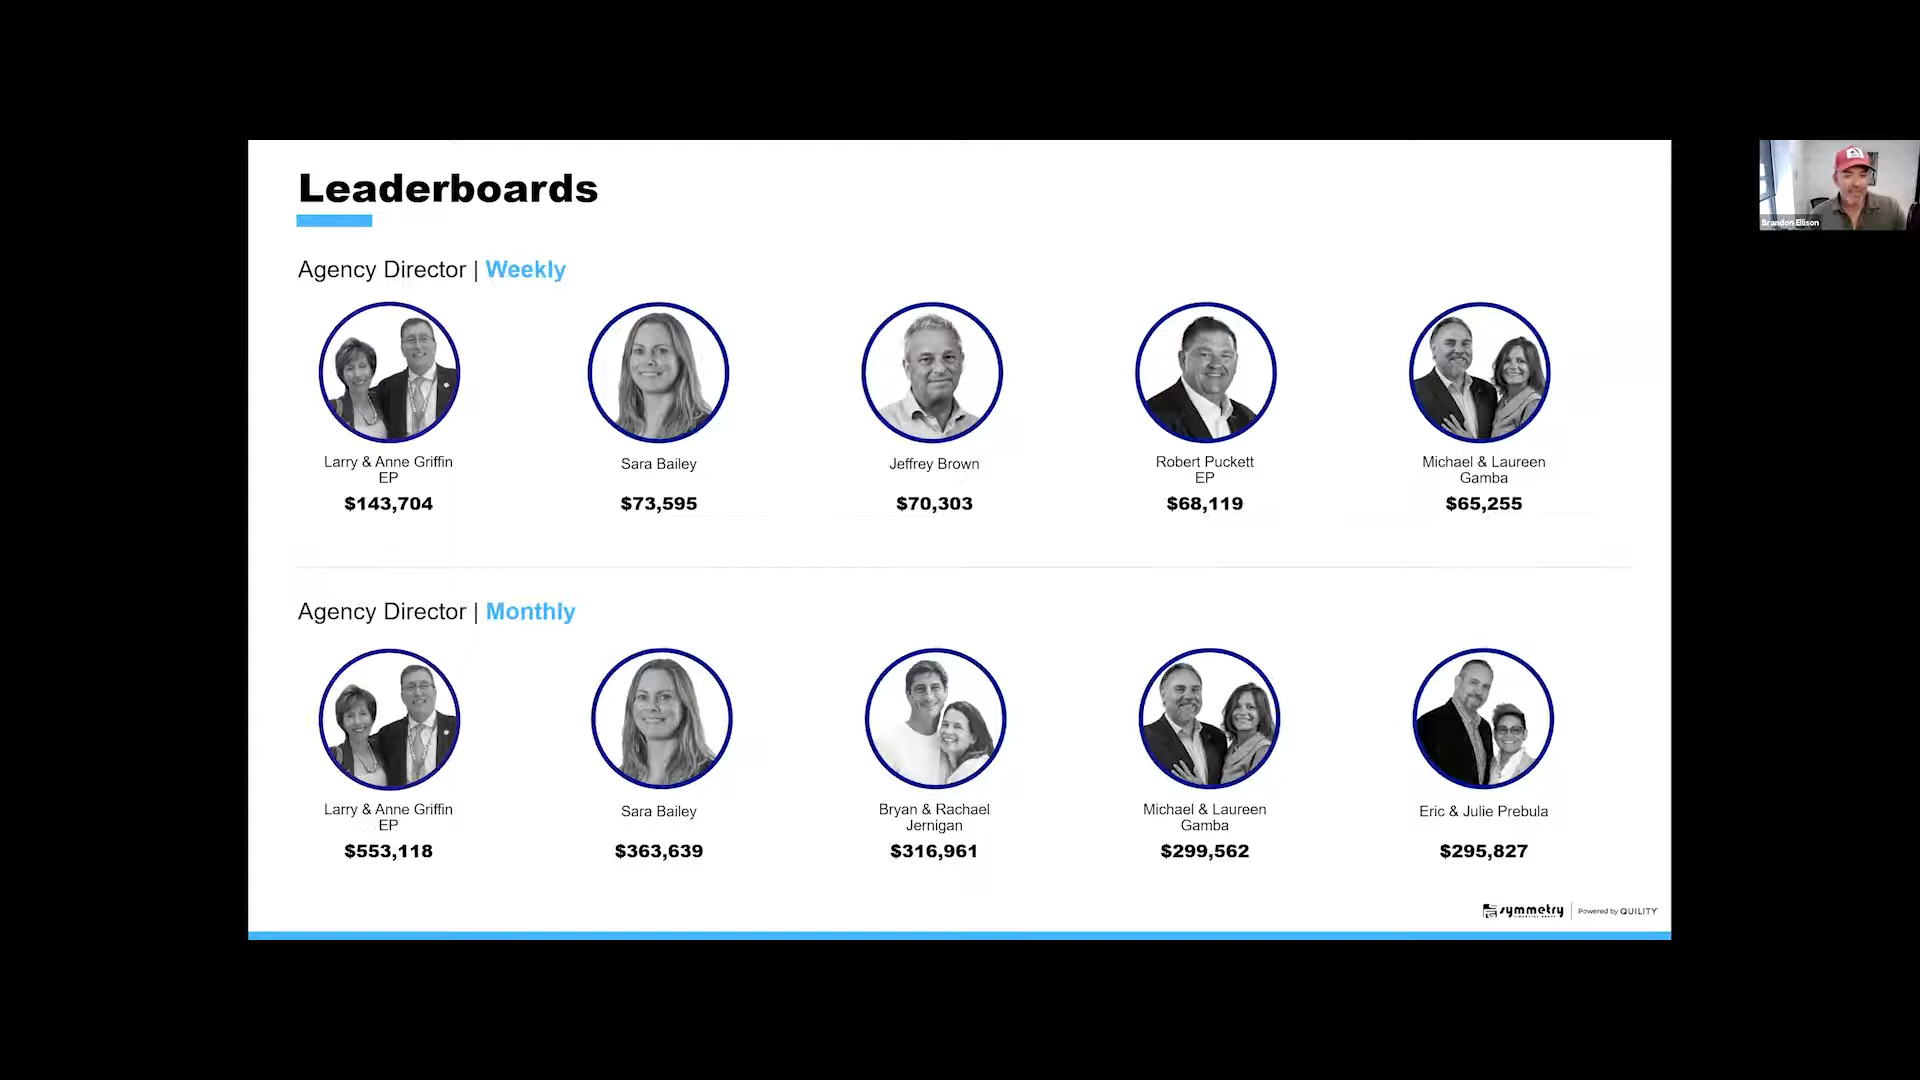 Leaderboards
Brandon Ellison
Agency Director | Weekly
Larry & Anne Griffin
EP
$143,704
Sara Bailey
$73,595
Jeffrey Brown
$70,303
Robert Puckett
EP
$68,119
Michael & Laureen
Gamba
$65,255
Agency Director | Monthly
Larry & Anne Griffin
EP
$553,118
Sara Bailey
$363,639
Bryan & Rachael
Jernigan
$316,961
Michael & Laureen
Gamba
$299,562
Eric & Julie Prebula
$295,827
symmetry
Powered by QUILITY